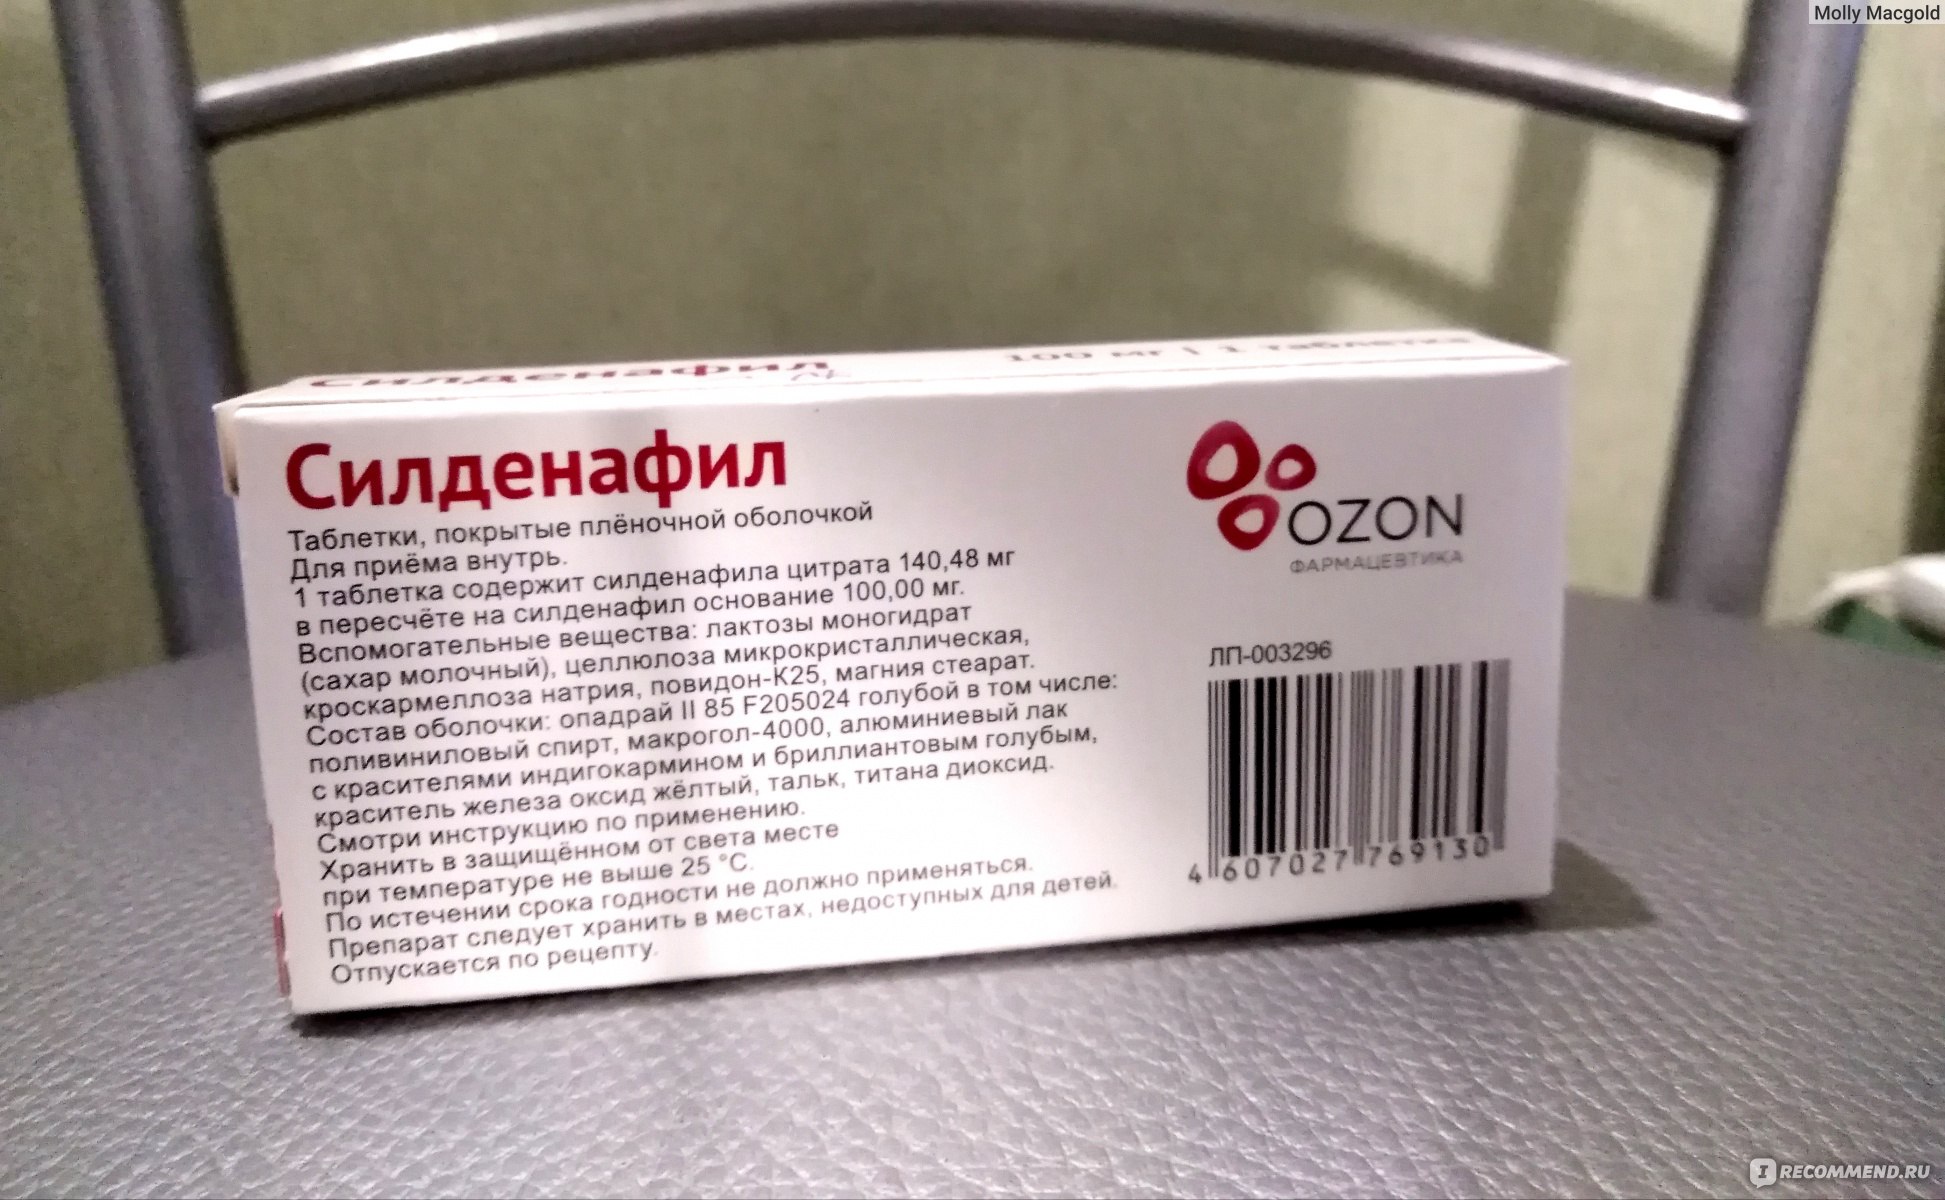 Molly Macgold
Силденафил
100 мг | 1 таблетка
Силденафил
Таблетки, покрытые плёночной оболочкой
Для приёма внутрь.
1 таблетка содержит силденафила цитрата 140,48 мг
в пересчёте на силденафил основание 100,00 мг.
Вспомогательные вещества: лактозы моногидрат
(сахар молочный), целлюлоза микрокристаллическая,
кроскармеллоза натрия, повидон-К25, магния стеарат.
Состав оболочки: опадрай II 85 F205024 голубой в том числе:
поливиниловый спирт, макрогол-4000, алюминиевый лак
с красителями индигокармином и бриллиантовым голубым,
краситель железа оксид жёлтый, тальк, титана диоксид.
Смотри инструкцию по применению.
Хранить в защищённом от света месте
при температуре не выше 25 °C.
По истечении срока годности не должно применяться.
Препарат следует хранить в местах, недоступных для детей.
Отпускается по рецепту.
OZON
ФАРМАЦЕВТИКА
ЛП-003296
4 607027 769130
I RECOMMEND.RU